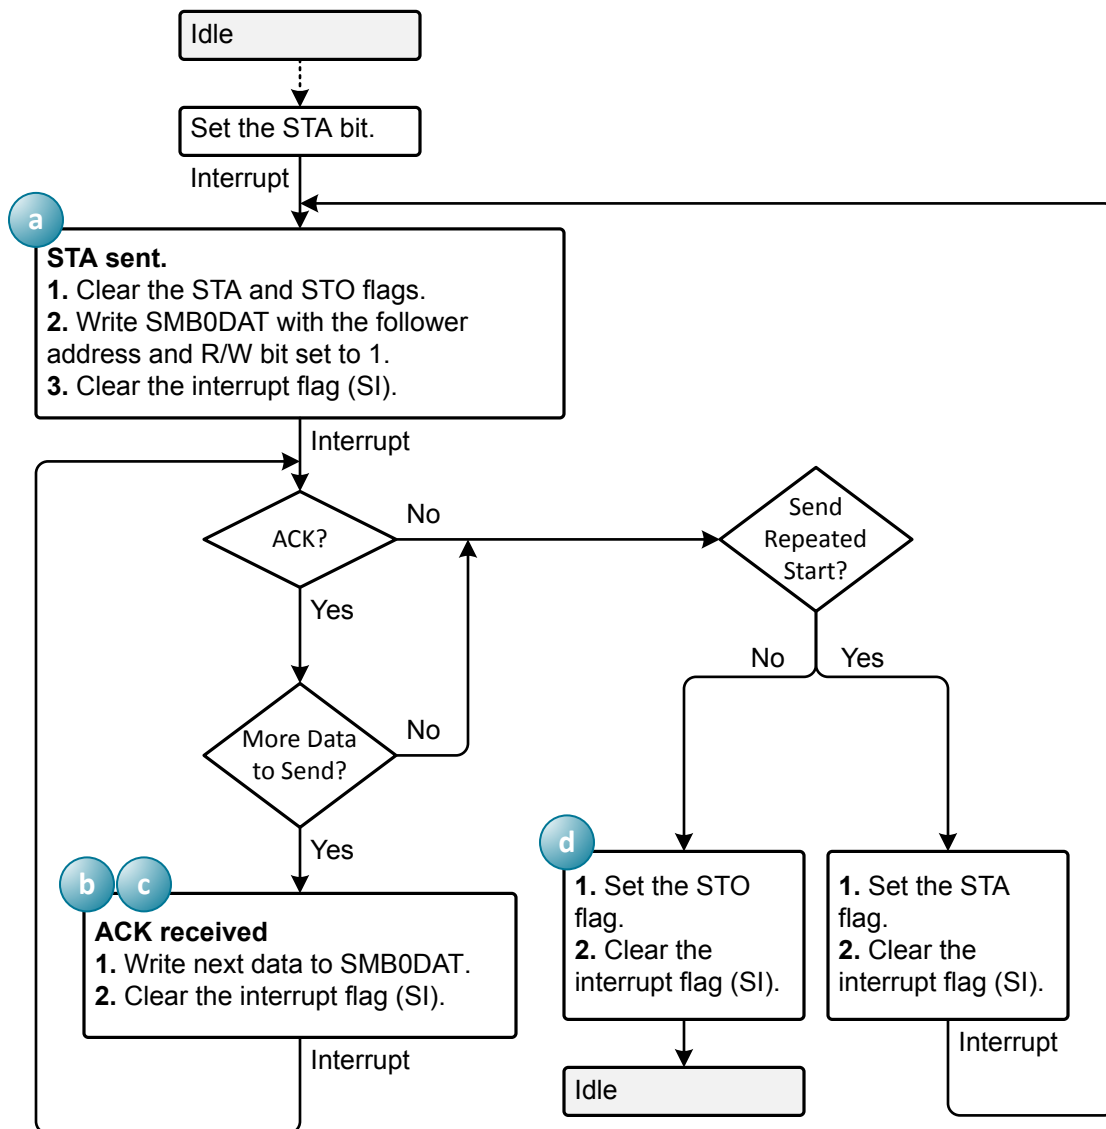 Idle
Set the STA bit.
Interrupt
a
STA sent.
1. Clear the STA and STO flags.
2. Write SMB0DAT with the follower
address and R/W bit set to 1.
3. Clear the interrupt flag (SI).
Interrupt
ACK?
No
Yes
Send
Repeated
Start?
No
Yes
More Data
to Send?
No
Yes
b
c
ACK received
1. Write next data to SMB0DAT.
2. Clear the interrupt flag (SI).
Interrupt
d
1. Set the STO
flag.
2. Clear the
interrupt flag (SI).
Idle
1. Set the STA
flag.
2. Clear the
interrupt flag (SI).
Interrupt